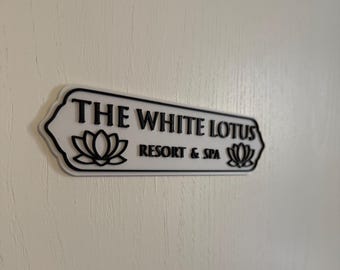 THE WHITE LOTUS
RESORT & SPA